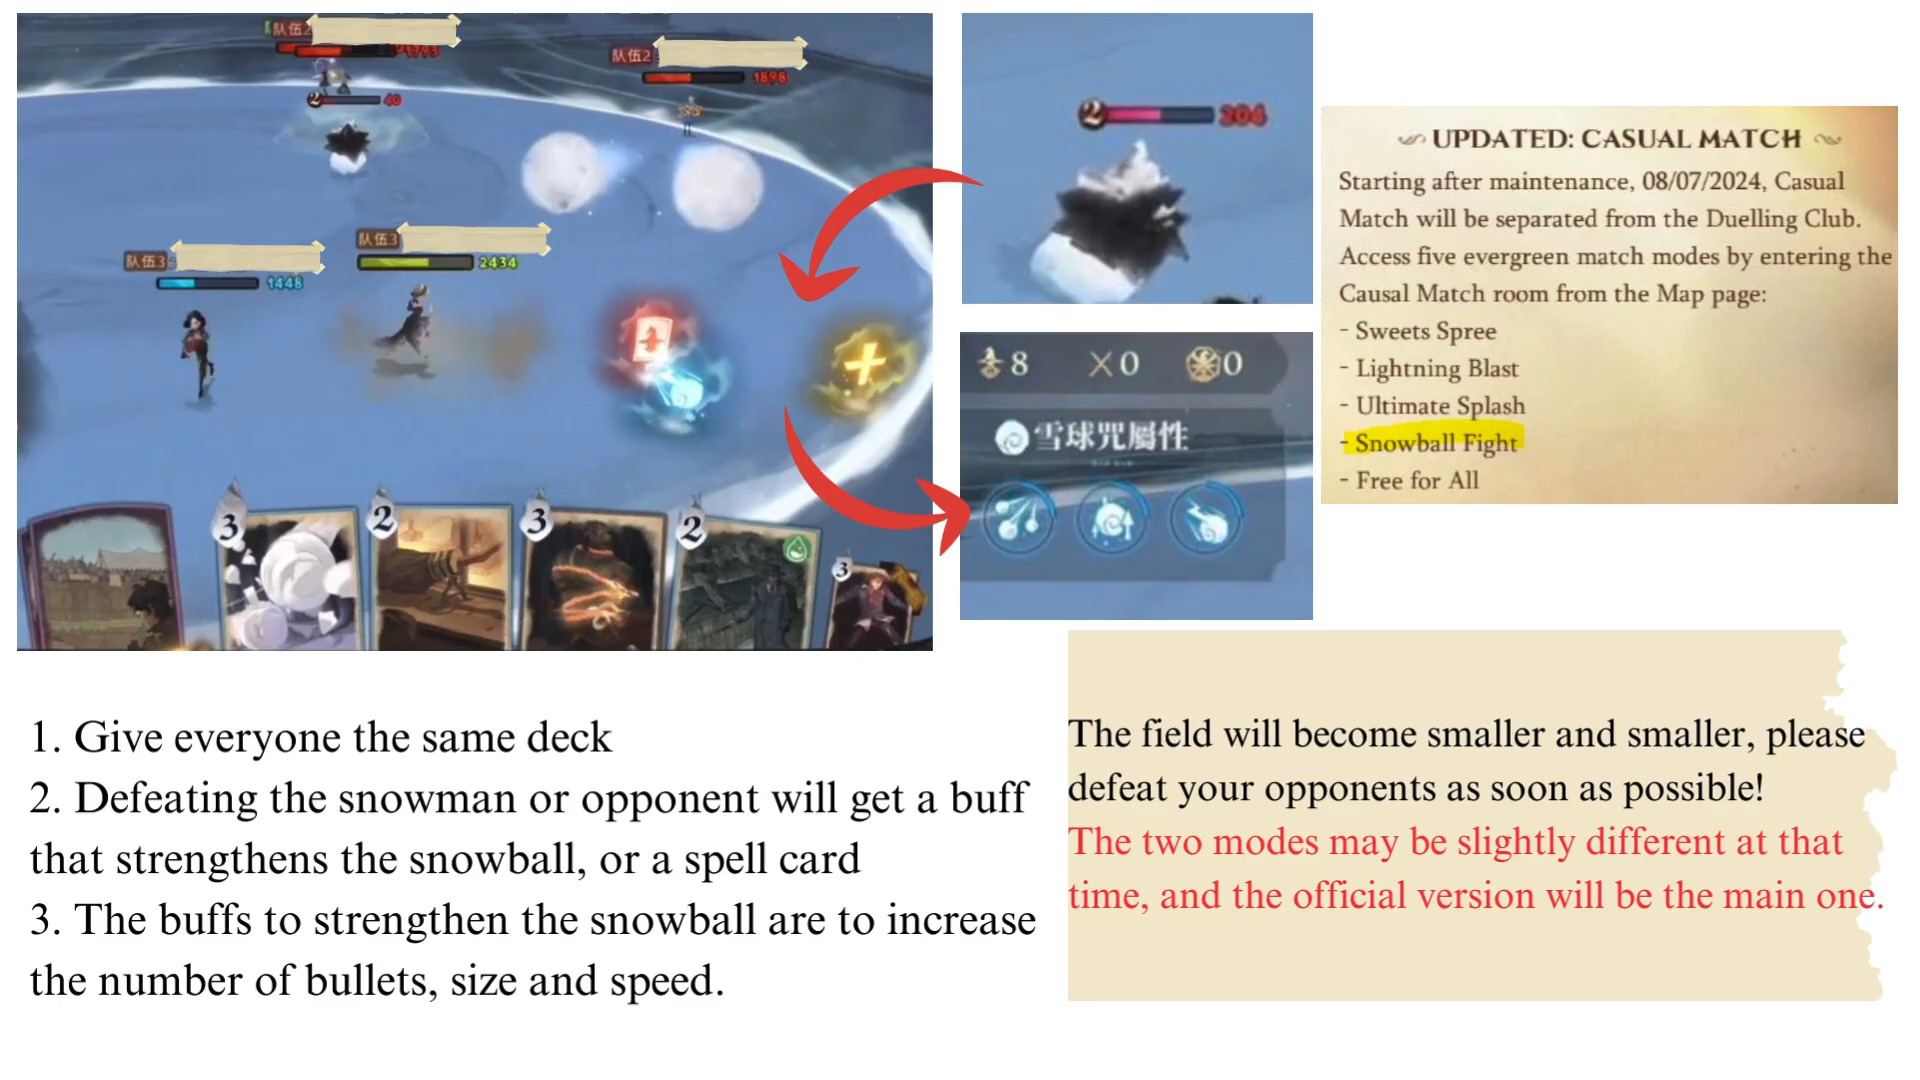 队伍2
1793
队伍2
1898
2
40
队伍3
2434
队伍3
1448
3
2
3
2
3
2
204
8
0
0
雪球咒屬性
UPDATED: CASUAL MATCH
Starting after maintenance, 08/07/2024, Casual
Match will be separated from the Duelling Club.
Access five evergreen match modes by entering the
Causal Match room from the Map page:
- Sweets Spree
- Lightning Blast
- Ultimate Splash
- Snowball Fight
- Free for All
1. Give everyone the same deck
2. Defeating the snowman or opponent will get a buff
that strengthens the snowball, or a spell card
3. The buffs to strengthen the snowball are to increase
the number of bullets, size and speed.
The field will become smaller and smaller, please
defeat your opponents as soon as possible!
The two modes may be slightly different at that
time, and the official version will be the main one.